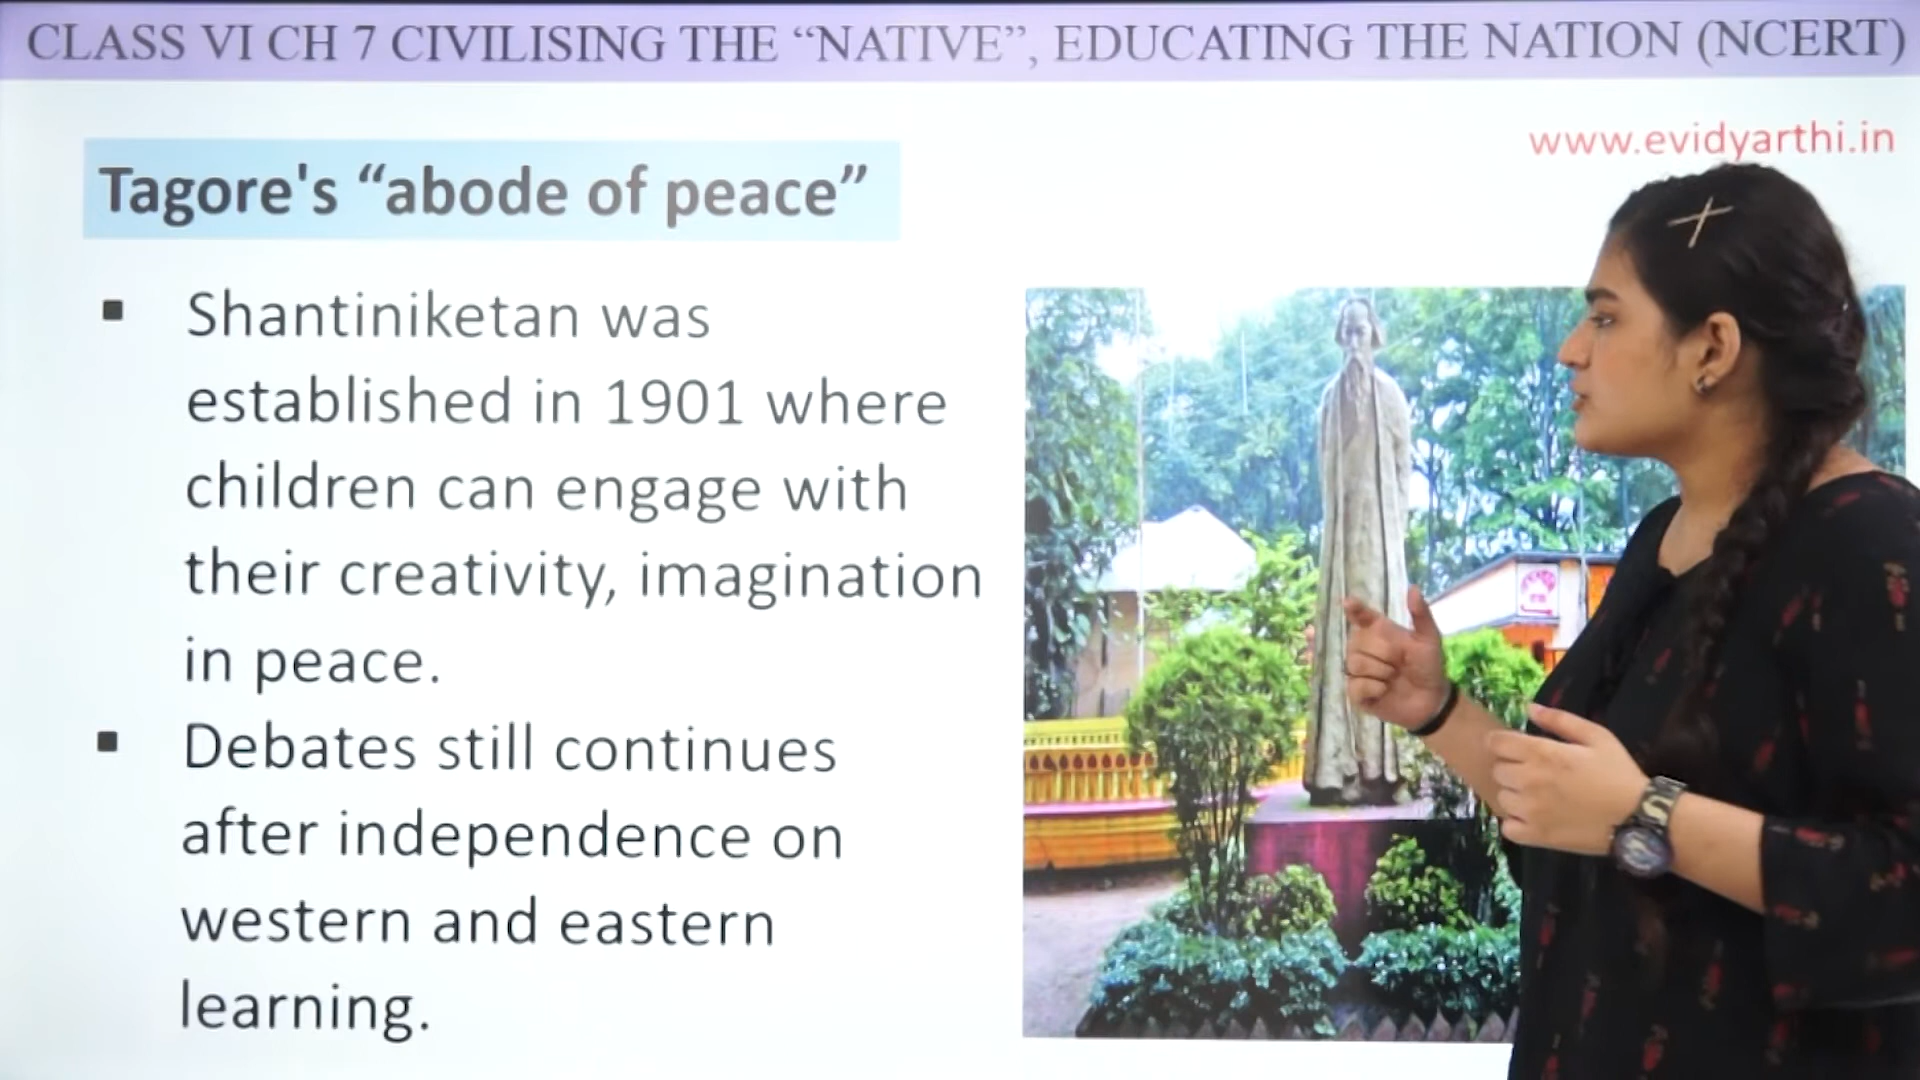 CLASS VI CH 7 CIVILISING THE “NATIVE”, EDUCATING THE NATION (NCERT)
www.evidyarthi.in
Tagore's “abode of peace”
▪ Shantiniketan was
established in 1901 where
children can engage with
their creativity, imagination
in peace.
▪ Debates still continues
after independence on
western and eastern
learning.